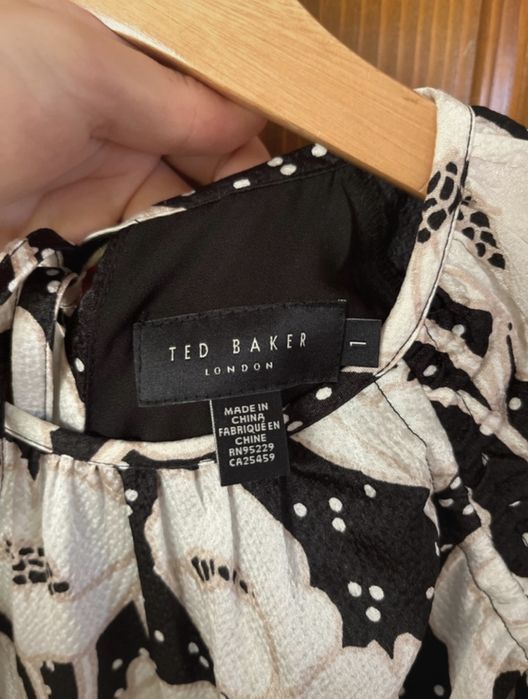 TED BAKER
LONDON
1
MADE IN
CHINA
FABRIQUÉ EN
CHINE
RN95229
CA25459